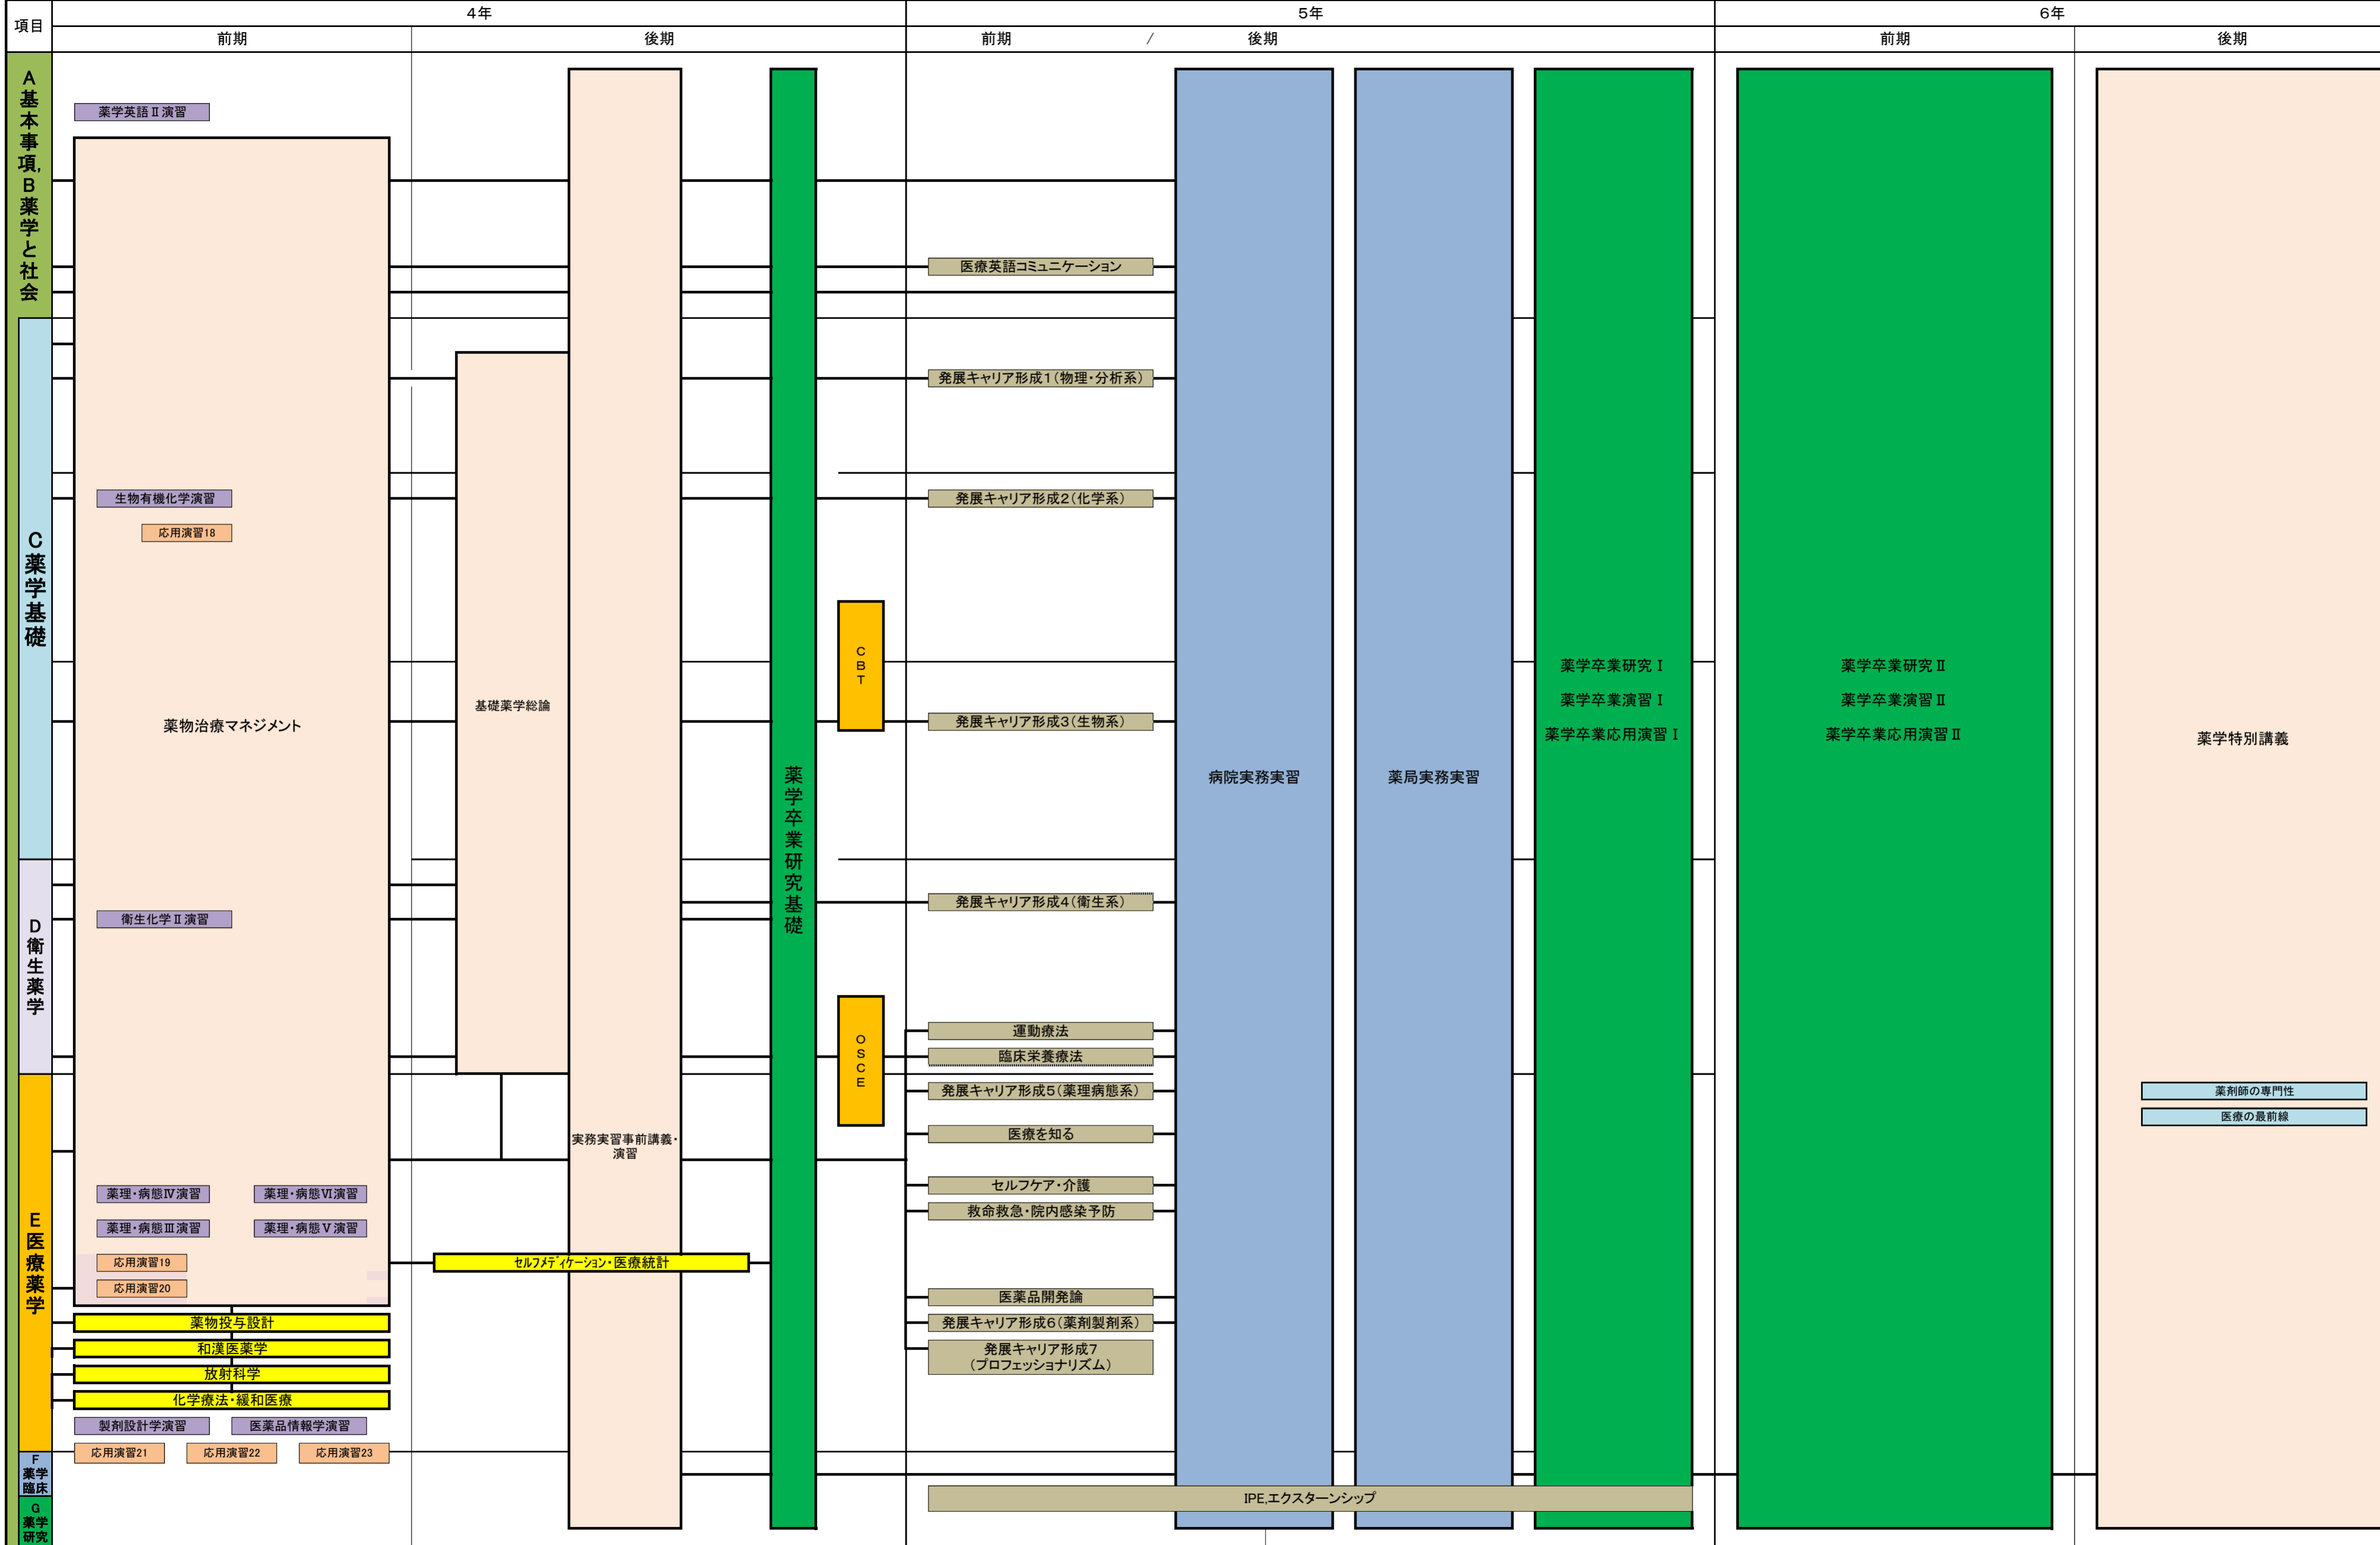 項目
4年
5年
6年
前期
後期
前期
/
後期
前期
後期
A基本事項,B薬学と社会
C薬学基礎
D衛生薬学
E医療薬学
F
薬学
臨床
G
薬学
研究
薬学英語Ⅱ演習
生物有機化学演習
応用演習18
薬物治療マネジメント
衛生化学Ⅱ演習
薬理・病態Ⅳ演習
薬理・病態Ⅵ演習
薬理・病態Ⅲ演習
薬理・病態Ⅴ演習
応用演習19
応用演習20
薬物投与設計
和漢医薬学
放射科学
化学療法・緩和医療
製剤設計学演習
医薬品情報学演習
応用演習21
応用演習22
応用演習23
基礎薬学総論
実務実習事前講義・
演習
セルフメディケーション・医療統計
薬学卒業研究基礎
CBT
OSCE
医療英語コミュニケーション
発展キャリア形成1(物理・分析系)
発展キャリア形成2(化学系)
発展キャリア形成3(生物系)
発展キャリア形成4(衛生系)
運動療法
臨床栄養療法
発展キャリア形成5(薬理病態系)
医療を知る
セルフケア・介護
救命救急・院内感染予防
医薬品開発論
発展キャリア形成6(薬剤製剤系)
発展キャリア形成7
(プロフェッショナリズム)
IPE,エクスターンシップ
病院実務実習
薬局実務実習
薬学卒業研究Ⅰ
薬学卒業演習Ⅰ
薬学卒業応用演習Ⅰ
薬学卒業研究Ⅱ
薬学卒業演習Ⅱ
薬学卒業応用演習Ⅱ
薬学特別講義
薬剤師の専門性
医療の最前線